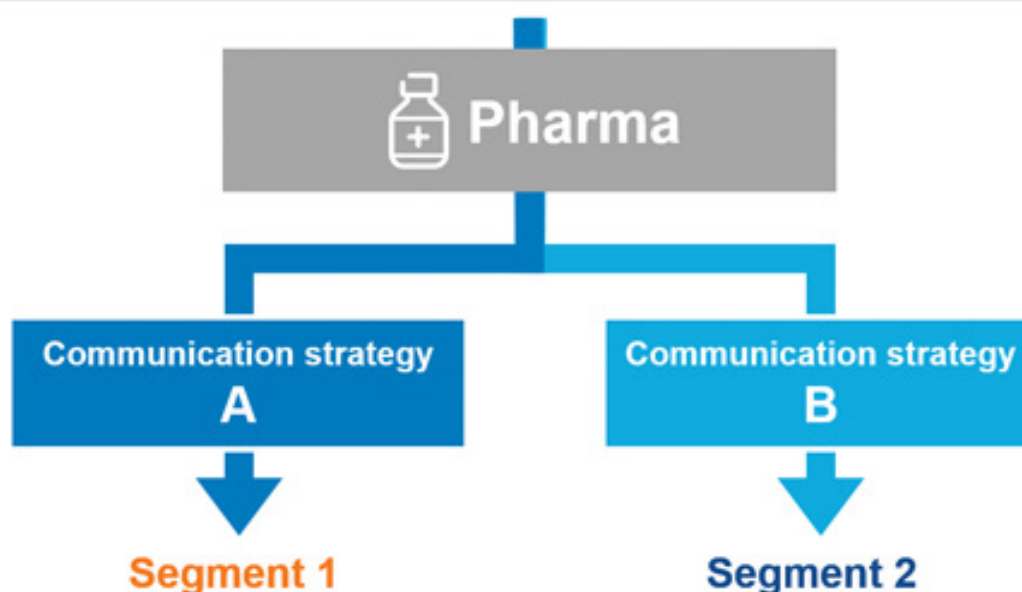 Pharma
Communication strategy
A
Communication strategy
B
Segment 1
Segment 2